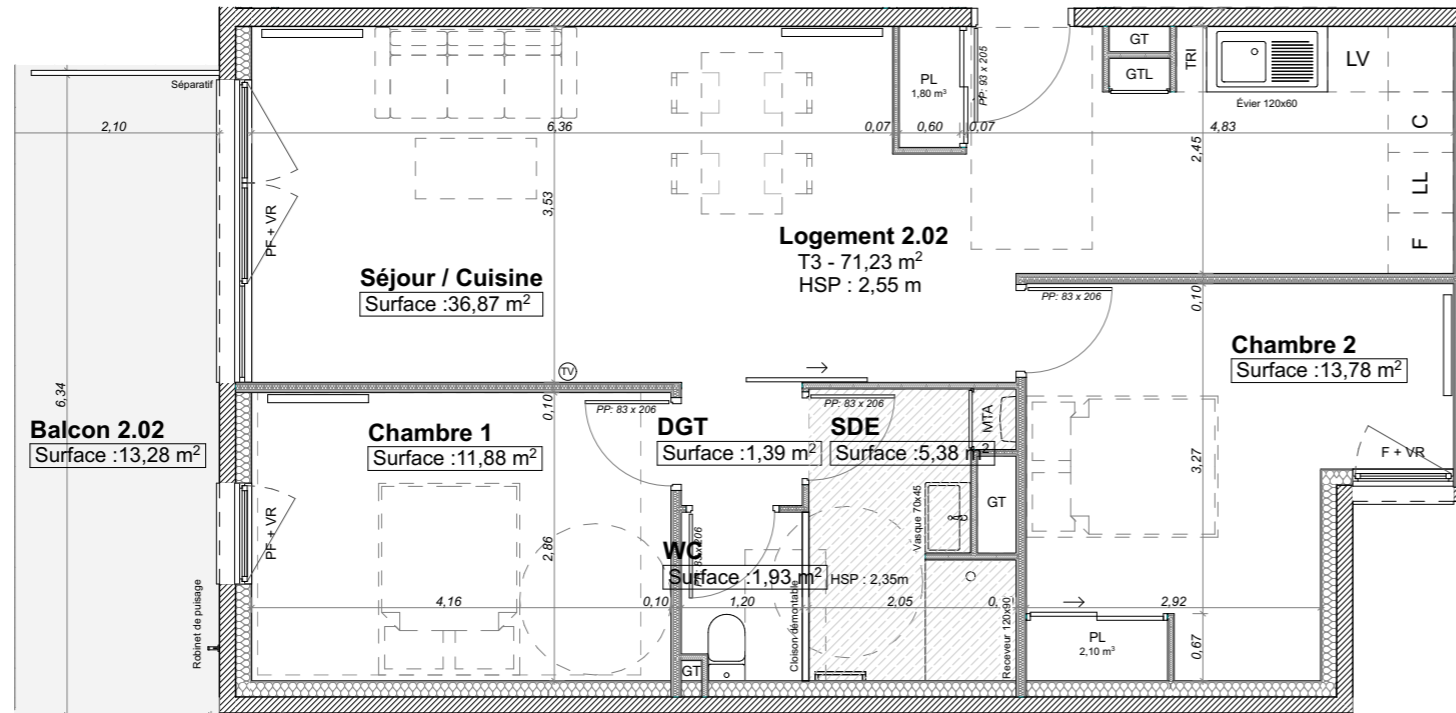 GT
GTL
TRI
LV
PL
1,80 m³
PP: 93 x 205
Évier 120x60
Séparatif
2,10
6,36
0,07
0,60
0,07
4,83
2,45
C
LL
F
3,53
PF + VR
Logement 2.02
T3 - 71,23 m²
HSP : 2,55 m
Séjour / Cuisine
Surface :36,87 m²
PP: 83 x 206
0,10
Chambre 2
Surface :13,78 m²
TV
6,34
Balcon 2.02
Surface :13,28 m²
0,10
PP: 83 x 206
PP: 83 x 206
MTA
Chambre 1
Surface :11,88 m²
DGT
Surface :1,39 m²
SDE
Surface :5,38 m²
F + VR
3,27
GT
Vasque 70x45
PF + VR
2,86
WC
Surface :1,93 m²
HSP : 2,35m
4,16
0,10
1,20
2,05
2,92
Cloison démontable
Receveur 120x90
Robinet de puisage
PL
2,10 m³
0,67
GT